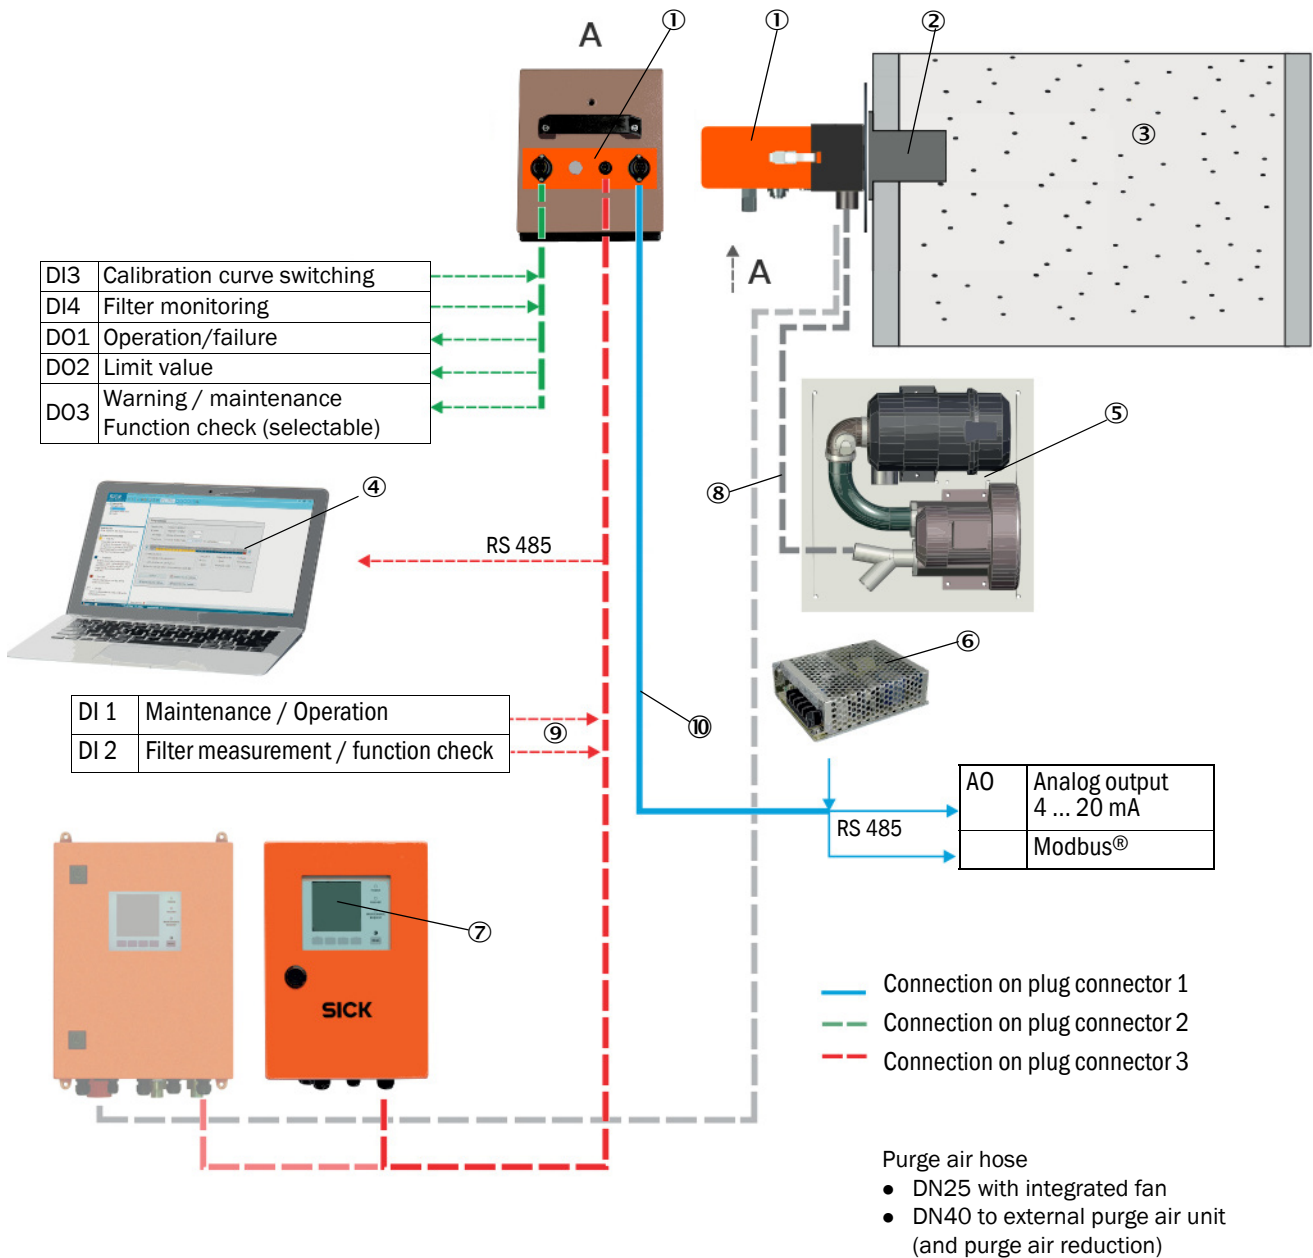 A
①
①
②
③
DI3 Calibration curve switching
DI4 Filter monitoring
DO1 Operation/failure
DO2 Limit value
DO3 Warning / maintenance
Function check (selectable)
A
⑤
⑧
④
RS 485
⑥
DI 1 Maintenance / Operation
DI 2 Filter measurement / function check
⑨
⑩
AO Analog output
4 ... 20 mA
Modbus®
RS 485
⑦
SICK
Connection on plug connector 1
Connection on plug connector 2
Connection on plug connector 3
Purge air hose
● DN25 with integrated fan
● DN40 to external purge air unit
(and purge air reduction)